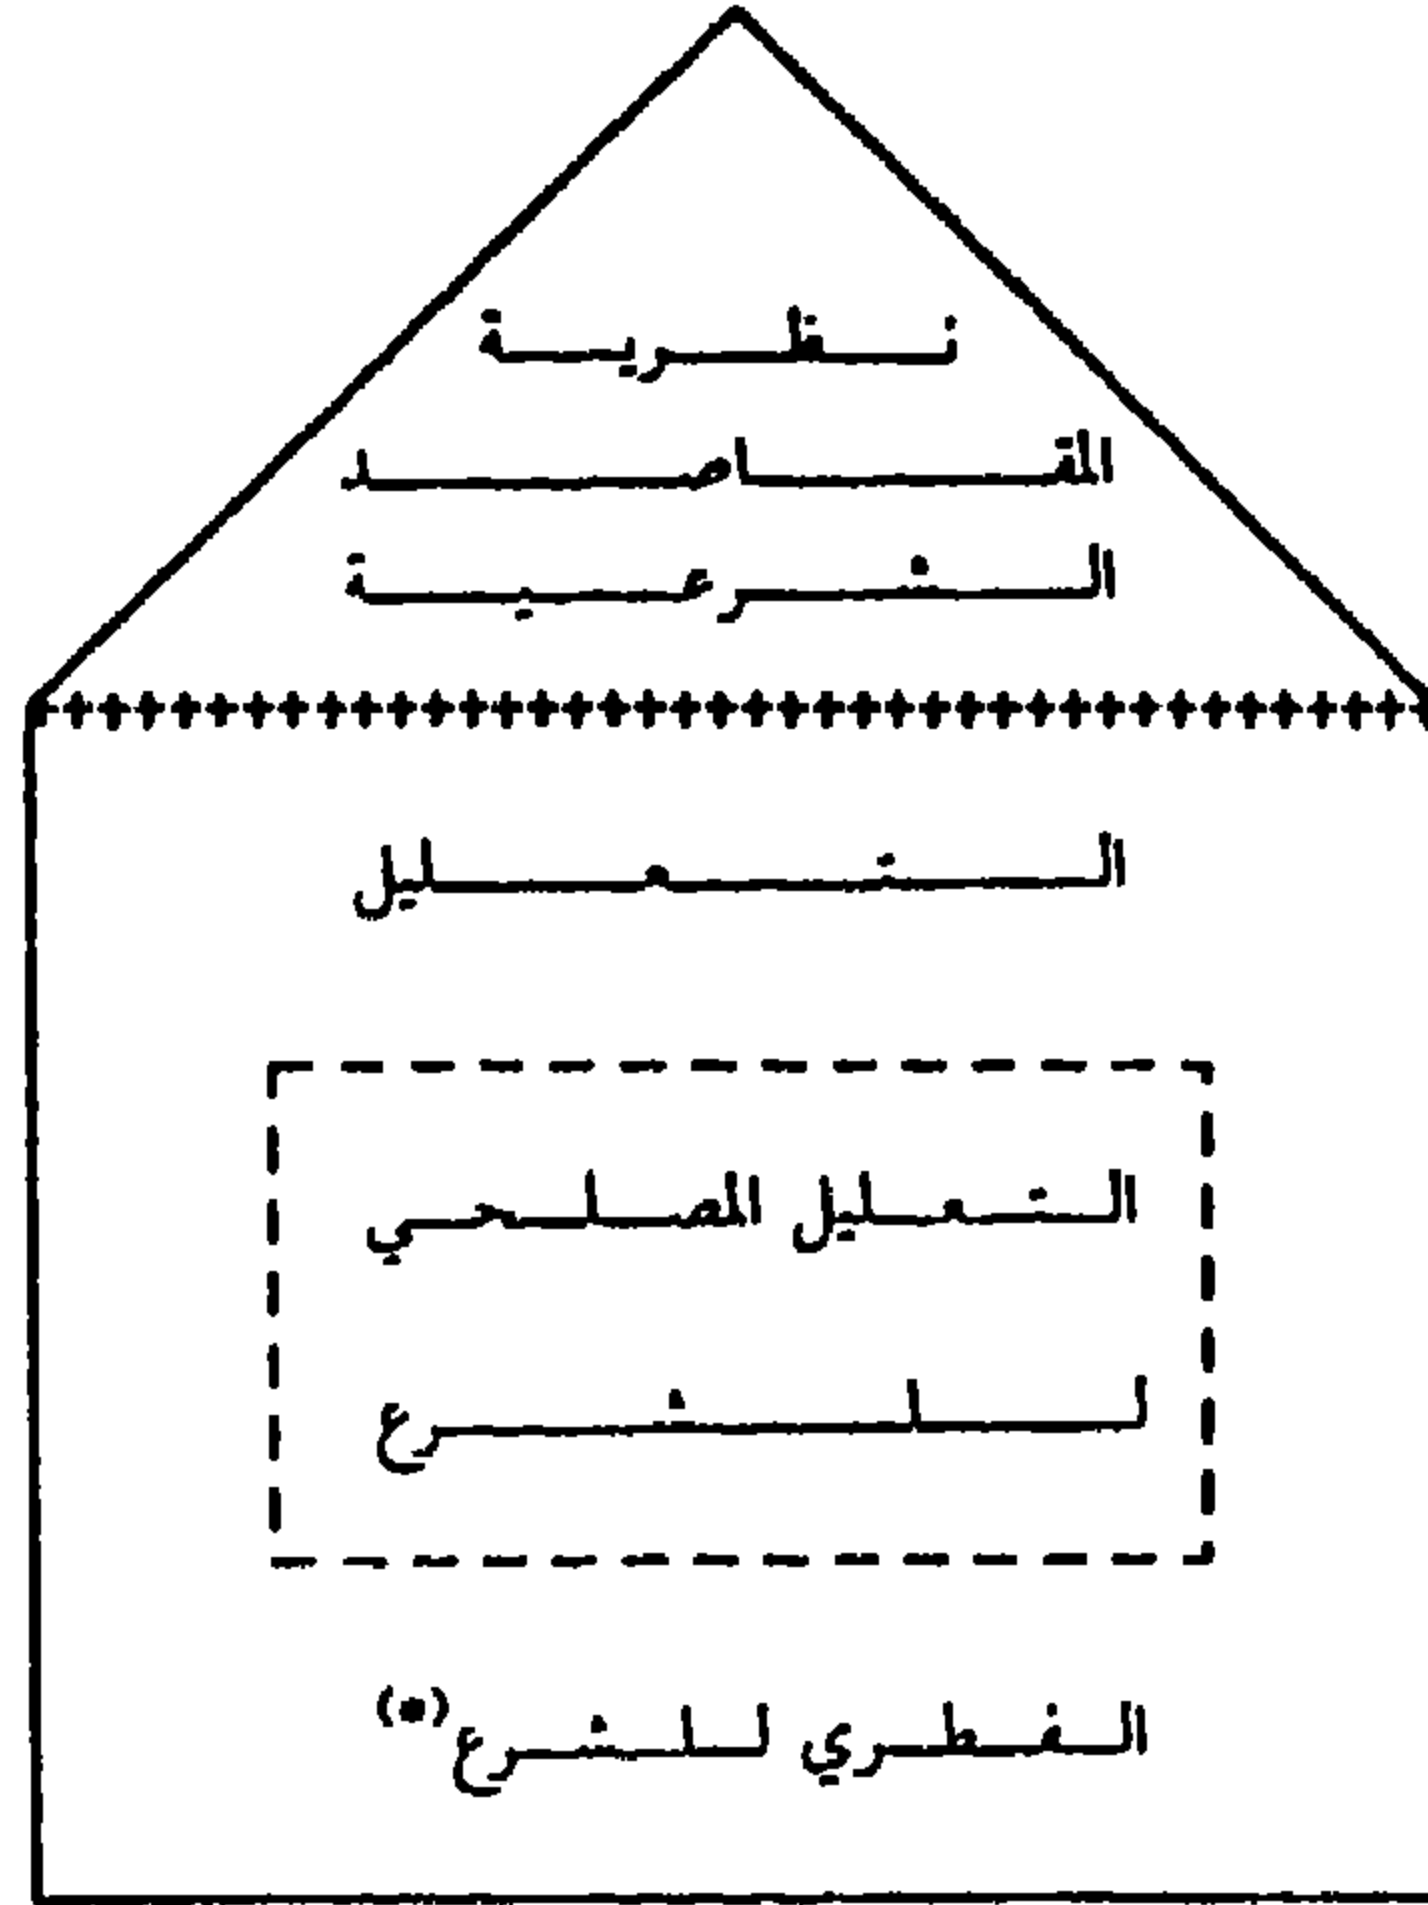 نظرية
المقاصد
الشرعية
التعليل
التعليل المصلحي
للشرع
الفطري للشرع(*)